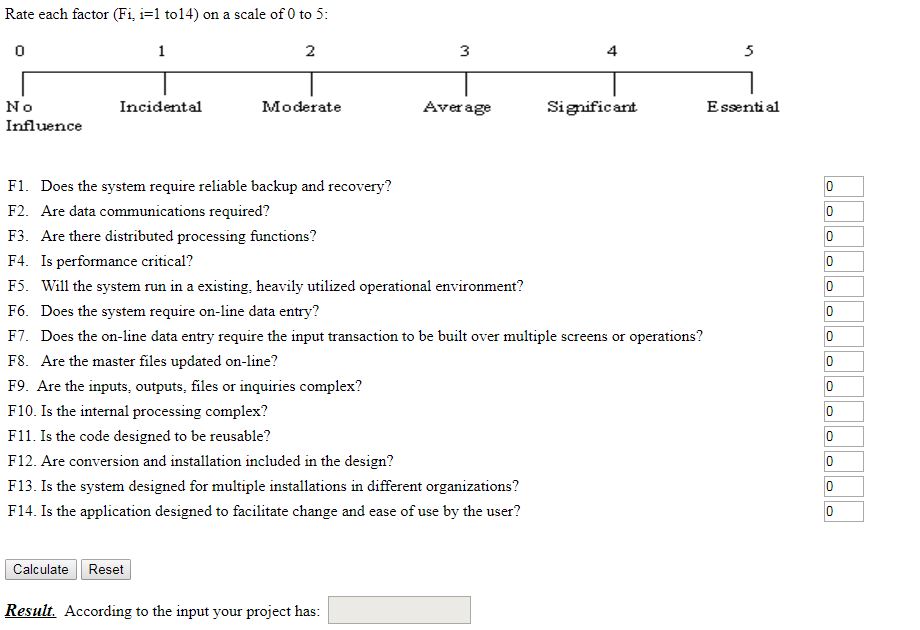 Rate each factor (Fi, i=1 to14) on a scale of 0 to 5:
0 1 2 3 4 5
No Influence Incidental Moderate Average Significant Essential
F1. Does the system require reliable backup and recovery? 0
F2. Are data communications required? 0
F3. Are there distributed processing functions? 0
F4. Is performance critical? 0
F5. Will the system run in a existing, heavily utilized operational environment? 0
F6. Does the system require on-line data entry? 0
F7. Does the on-line data entry require the input transaction to be built over multiple screens or operations? 0
F8. Are the master files updated on-line? 0
F9. Are the inputs, outputs, files or inquiries complex? 0
F10. Is the internal processing complex? 0
F11. Is the code designed to be reusable? 0
F12. Are conversion and installation included in the design? 0
F13. Is the system designed for multiple installations in different organizations? 0
F14. Is the application designed to facilitate change and ease of use by the user? 0
Calculate Reset
Result. According to the input your project has: